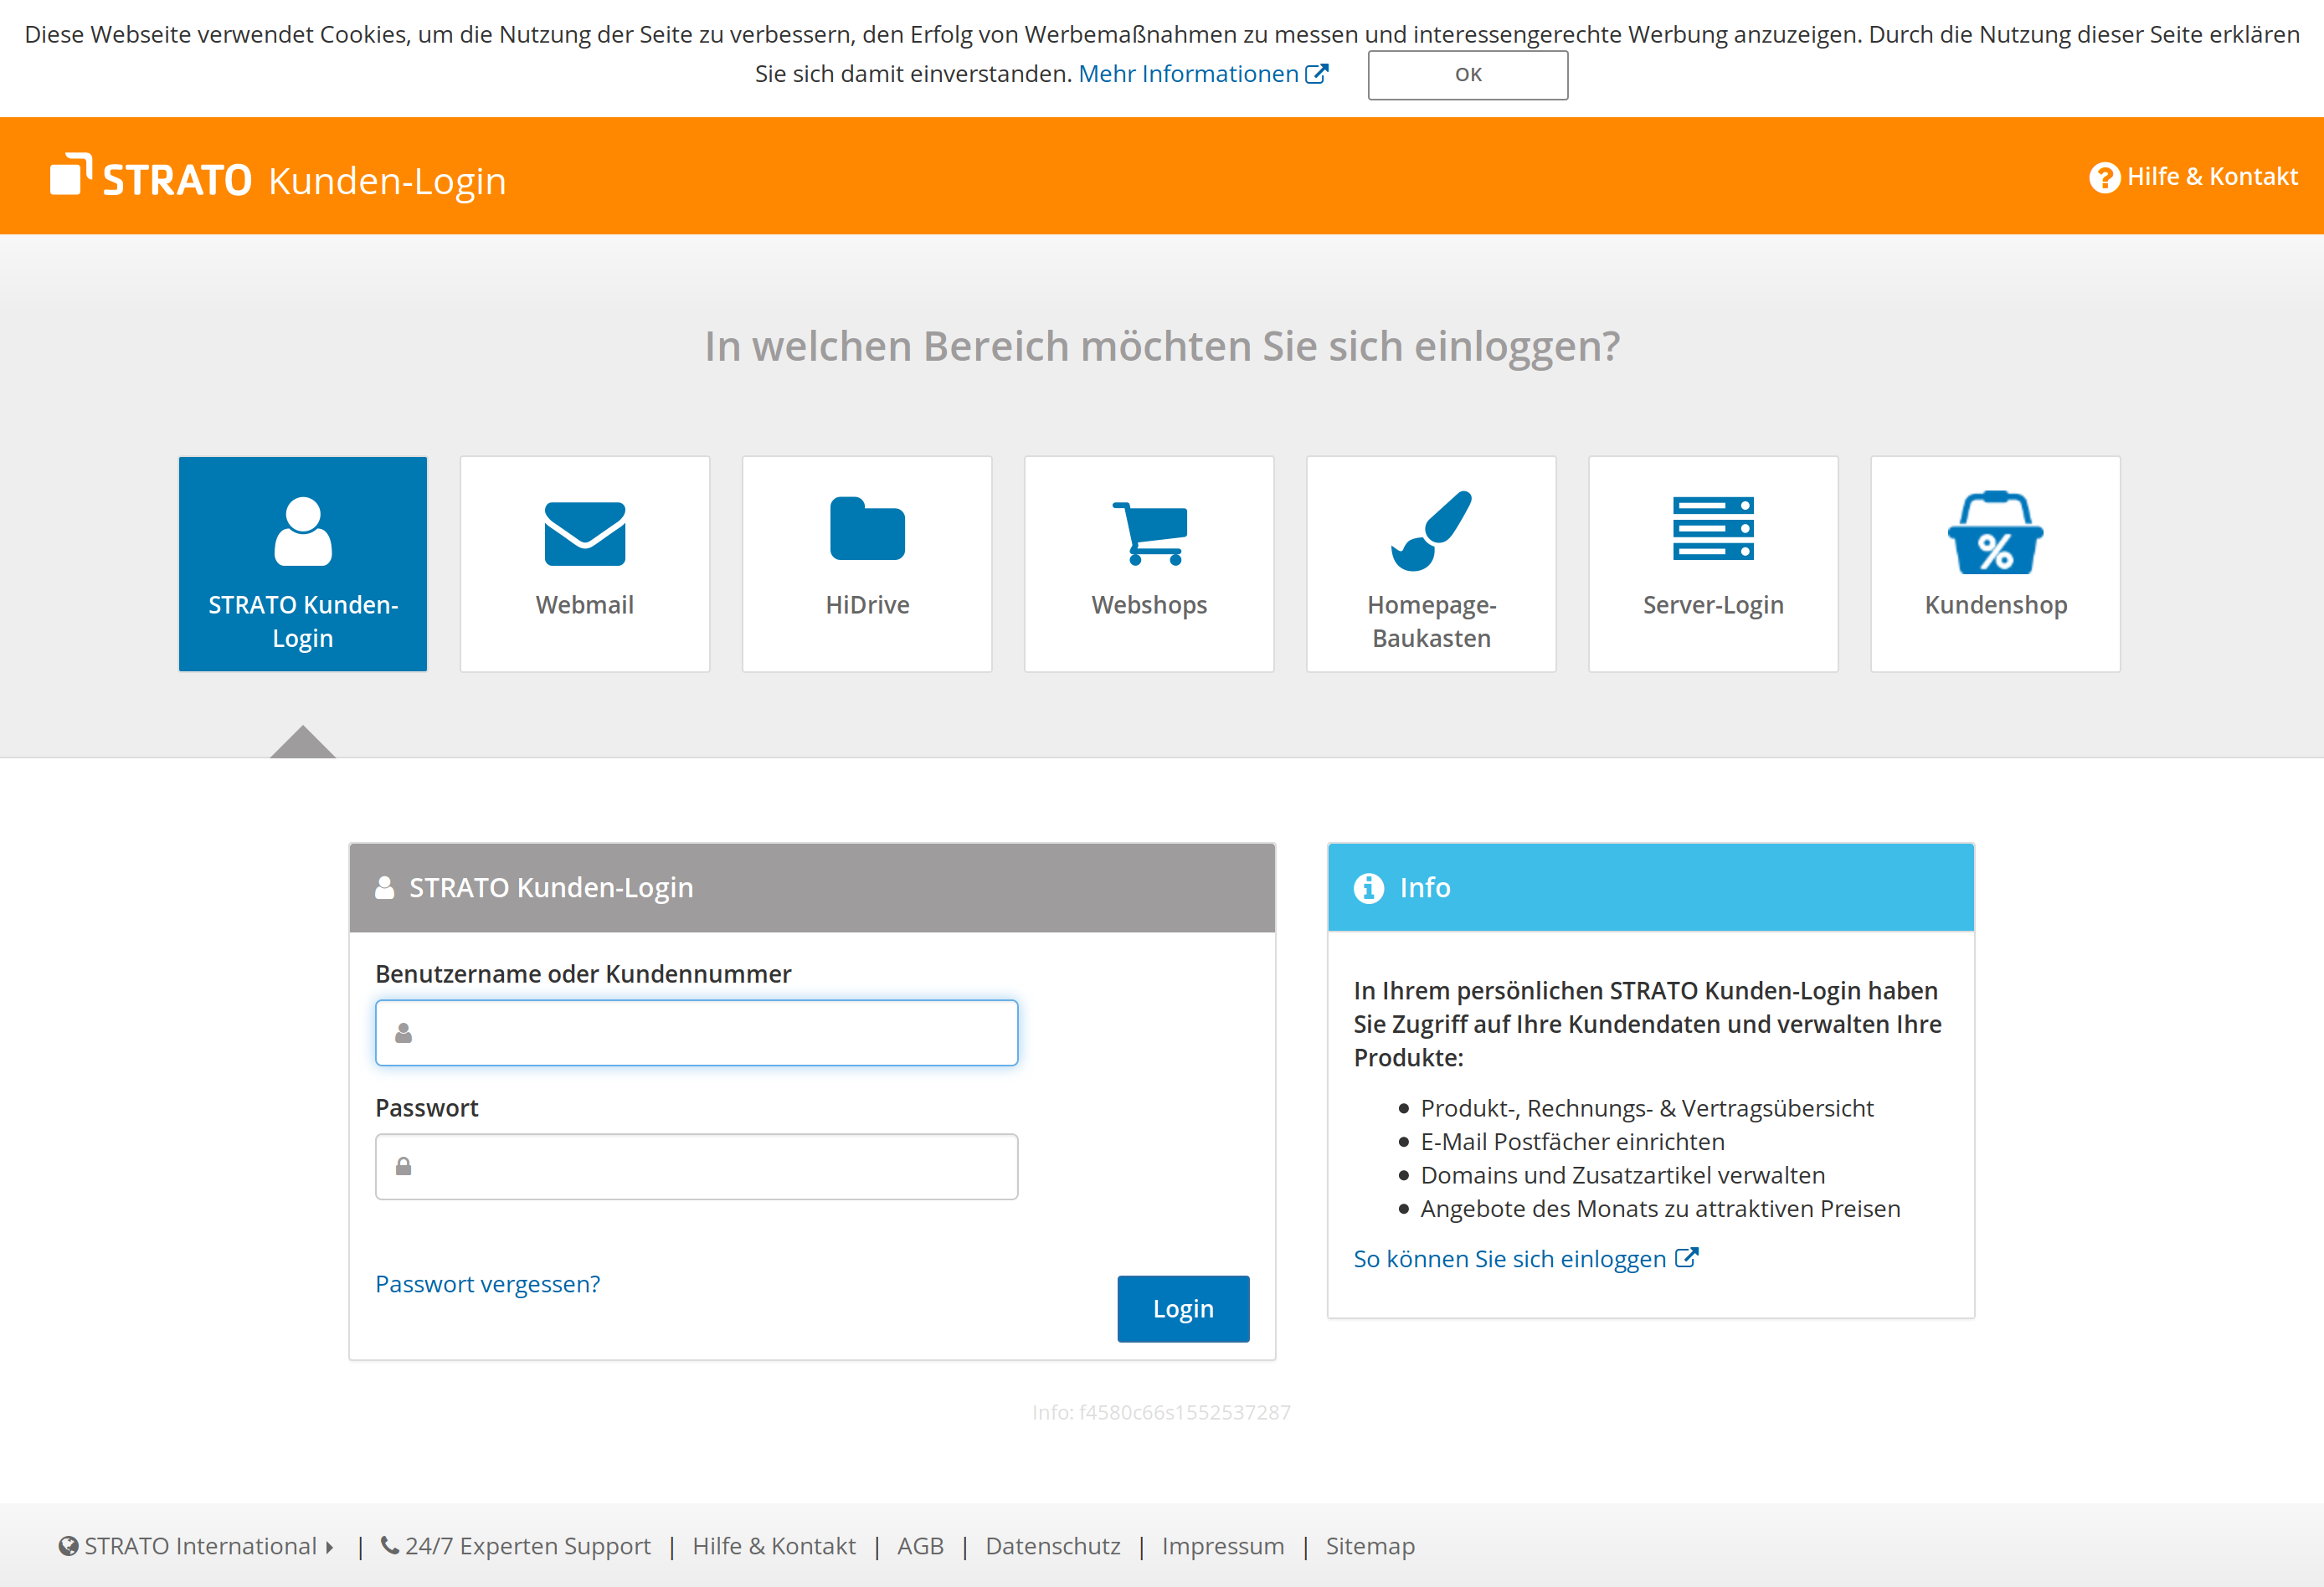 Diese Webseite verwendet Cookies, um die Nutzung der Seite zu verbessern, den Erfolg von Werbemaßnahmen zu messen und interessengerechte Werbung anzuzeigen. Durch die Nutzung dieser Seite erklären
Sie sich damit einverstanden. Mehr Informationen OK
STRATO Kunden-Login
Hilfe & Kontakt
In welchen Bereich möchten Sie sich einloggen?
STRATO Kunden-
Login
Webmail
HiDrive
Webshops
Homepage-
Baukasten
Server-Login
%
Kundenshop
STRATO Kunden-Login
Benutzername oder Kundennummer
Passwort
Passwort vergessen?
Login
Info
In Ihrem persönlichen STRATO Kunden-Login haben
Sie Zugriff auf Ihre Kundendaten und verwalten Ihre
Produkte:
Produkt-, Rechnungs- & Vertragsübersicht
E-Mail Postfächer einrichten
Domains und Zusatzartikel verwalten
Angebote des Monats zu attraktiven Preisen
So können Sie sich einloggen
Info: f4580c66s1552537287
STRATO International | 24/7 Experten Support | Hilfe & Kontakt | AGB | Datenschutz | Impressum | Sitemap